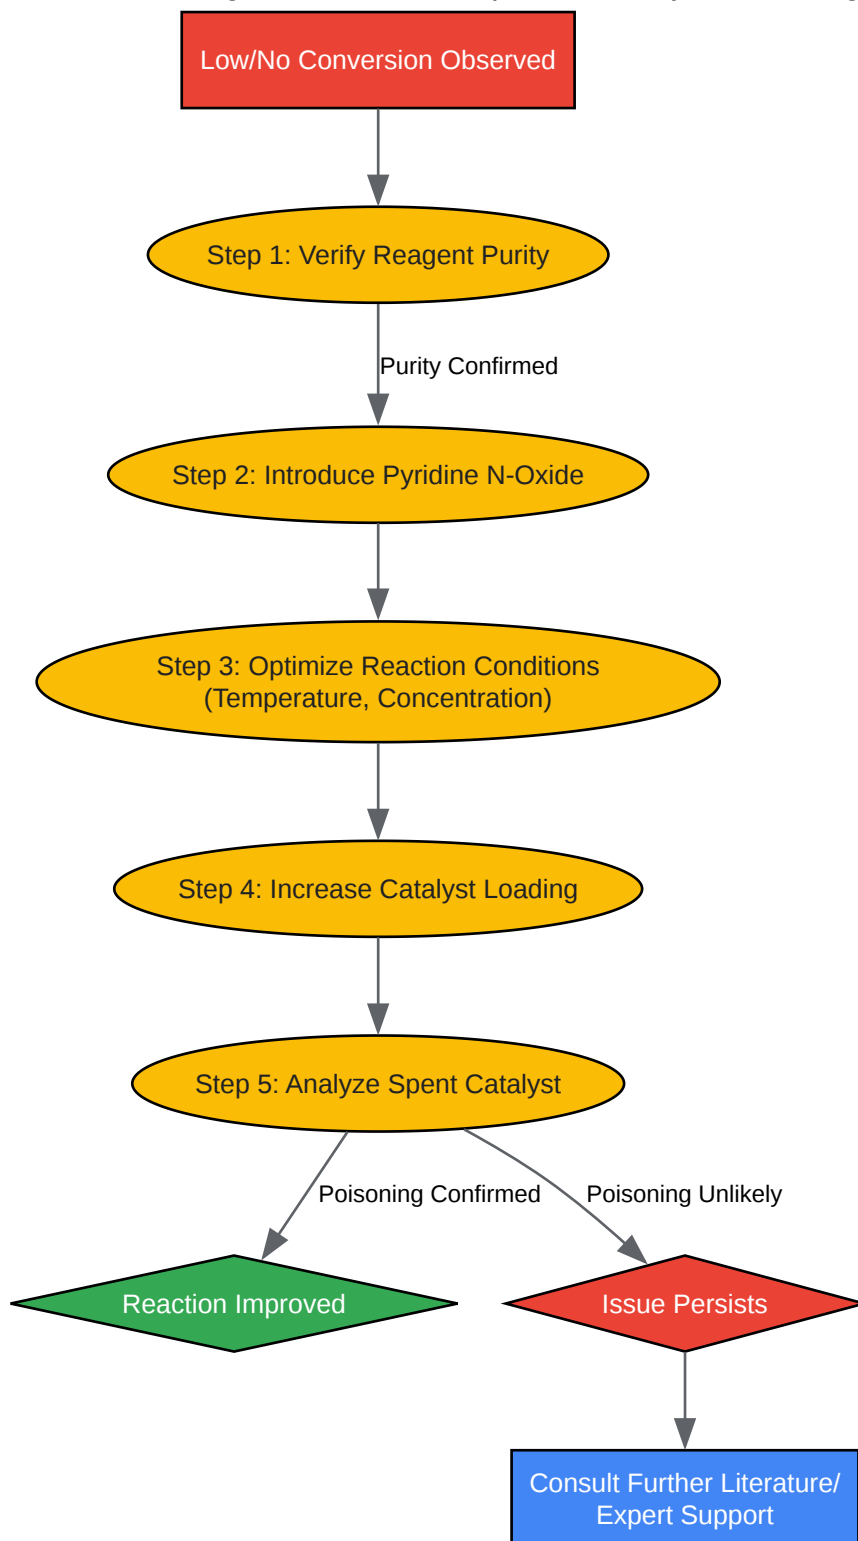 Low/No Conversion Observed
Step 1: Verify Reagent Purity
Purity Confirmed
Step 2: Introduce Pyridine N-Oxide
Step 3: Optimize Reaction Conditions
(Temperature, Concentration)
Step 4: Increase Catalyst Loading
Step 5: Analyze Spent Catalyst
Poisoning Confirmed
Poisoning Unlikely
Reaction Improved
Issue Persists
Consult Further Literature/
Expert Support